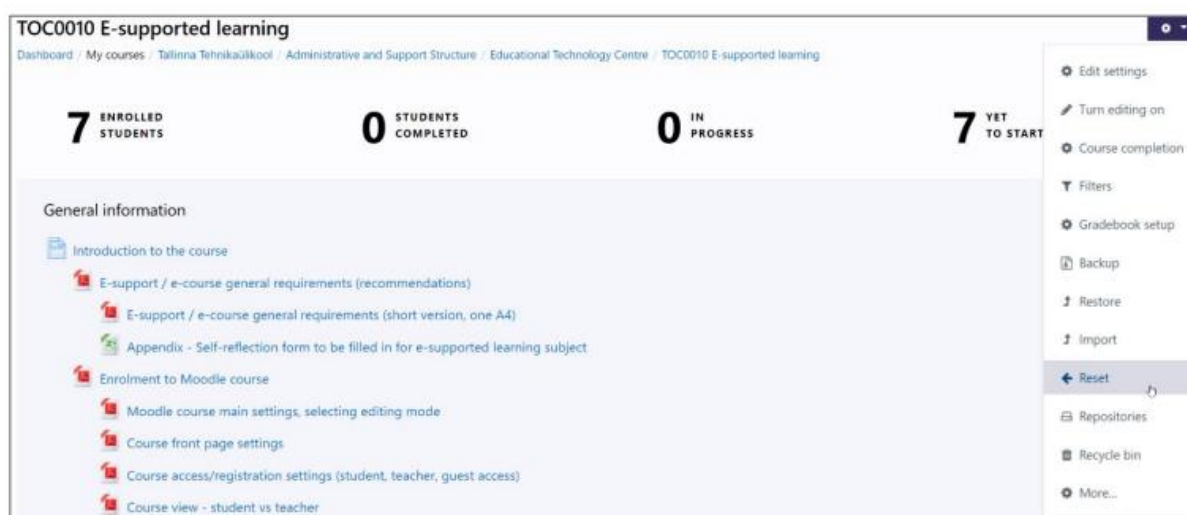 TOC0010 E-supported learning
Dashboard / My courses / Tallinna Tehnikaülikool / Administrative and Support Structure / Educational Technology Centre / TOC0010 E-supported learning
7 ENROLLED STUDENTS
0 STUDENTS COMPLETED
0 IN PROGRESS
7 YET TO START
General information
Introduction to the course
E-support / e-course general requirements (recommendations)
E-support / e-course general requirements (short version, one A4)
Appendix - Self-reflection form to be filled in for e-supported learning subject
Enrolment to Moodle course
Moodle course main settings, selecting editing mode
Course front page settings
Course access/registration settings (student, teacher, guest access)
Course view - student vs teacher
Edit settings
Turn editing on
Course completion
Filters
Gradebook setup
Backup
Restore
Import
Reset
Repositories
Recycle bin
More...